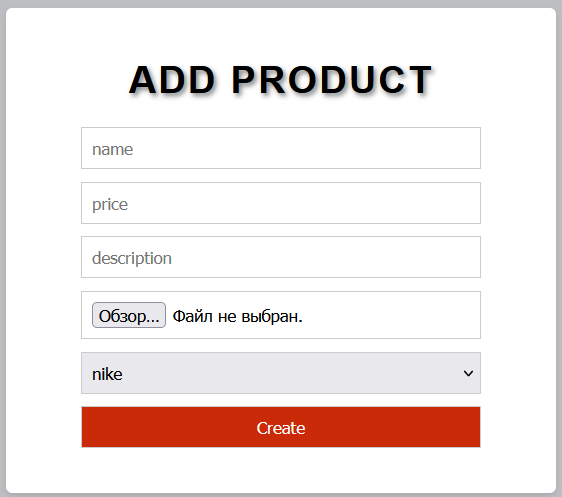 ADD PRODUCT
name
price
description
Обзор... Файл не выбран.
nike
Create